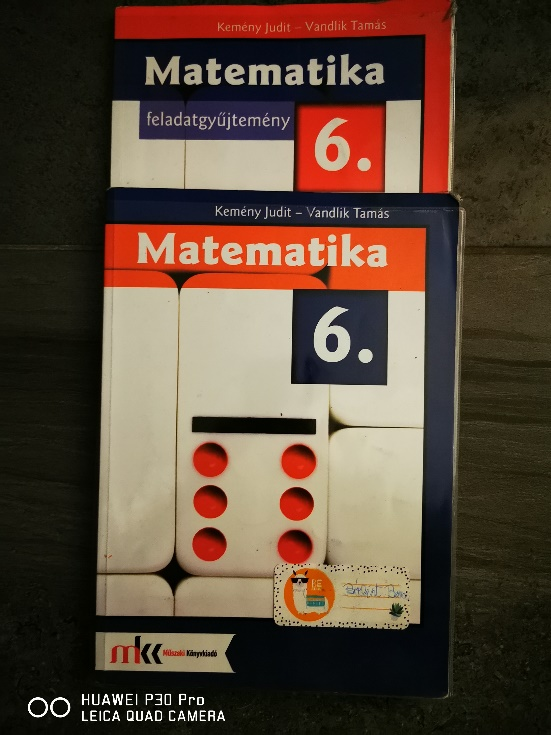 Kemény Judit – Vandlik Tamás
Matematika
feladatgyűjtemény
6.
Kemény Judit – Vandlik Tamás
Matematika
6.
mk
Műszaki Könyvkiadó
HUAWEI P30 Pro
LEICA QUAD CAMERA